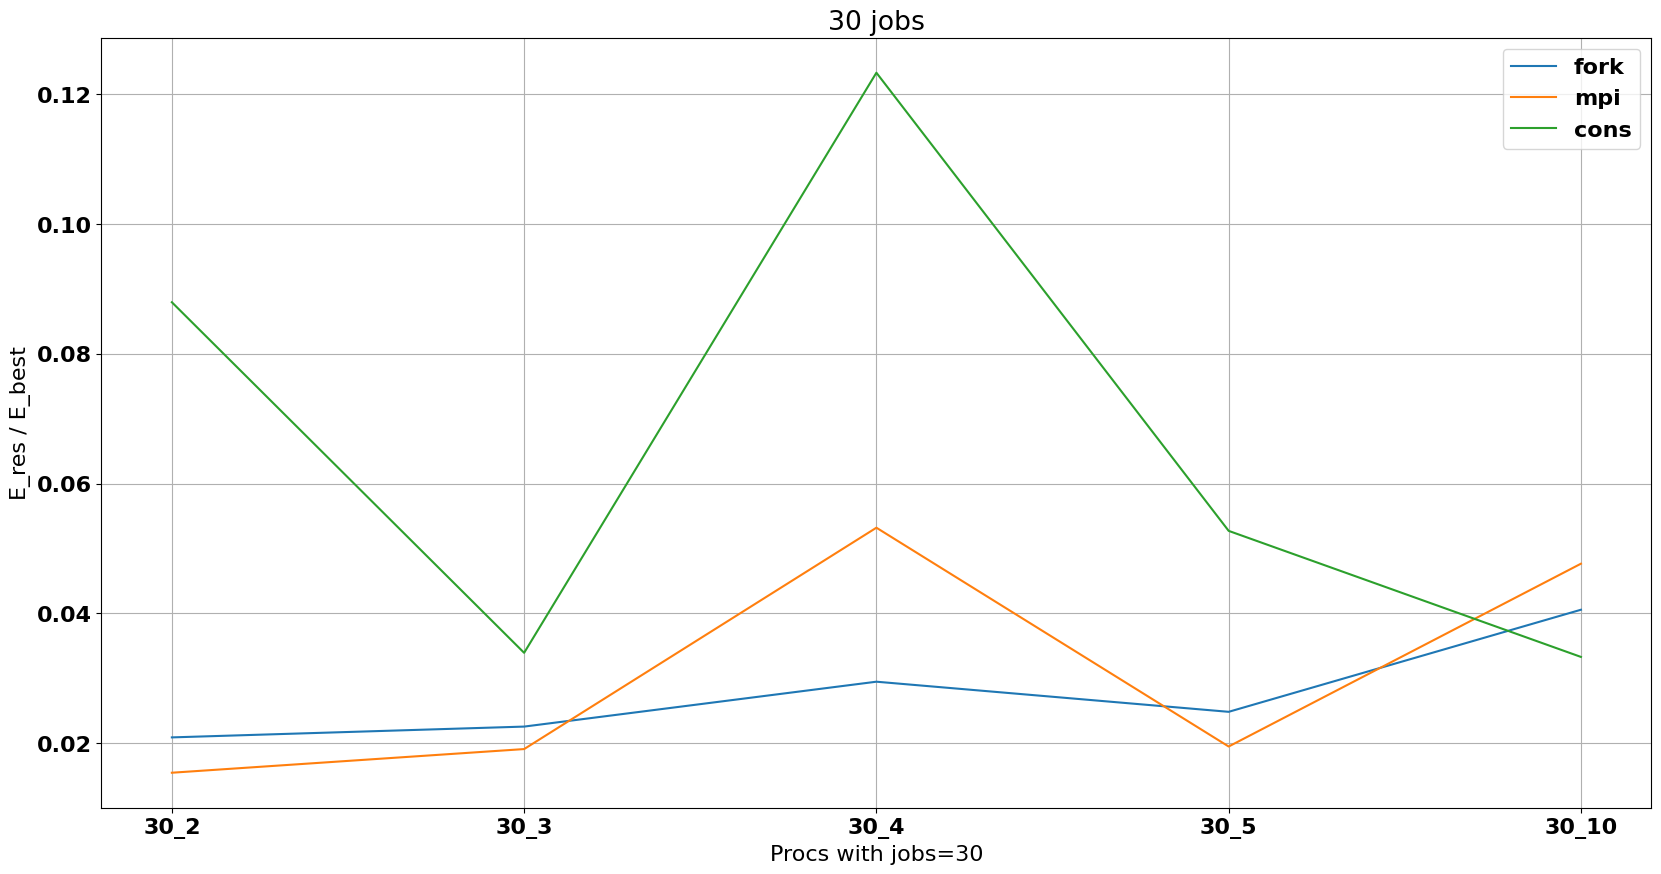 30 jobs
fork
mpi
cons
0.12
0.10
0.08
0.06
0.04
0.02
E_res / E_best
30_2 30_3 30_4 30_5 30_10
Procs with jobs=30